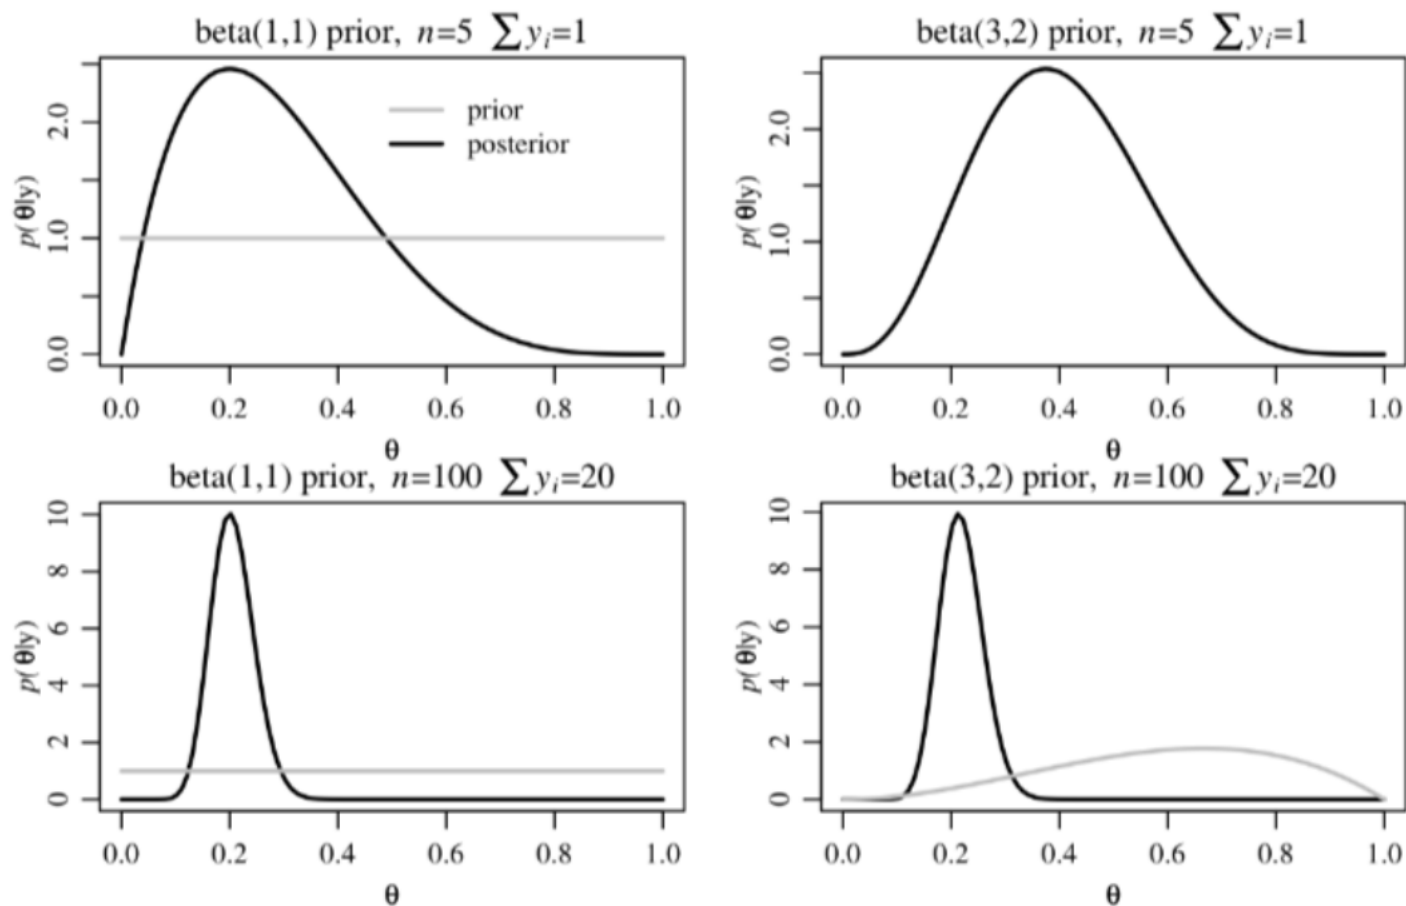 beta(1,1) prior, n=5 ∑yᵢ=1
prior
posterior
p(θ|y)
0.0 1.0 2.0
0.0 0.2 0.4 0.6 0.8 1.0
θ
beta(3,2) prior, n=5 ∑yᵢ=1
p(θ|y)
0.0 1.0 2.0
0.0 0.2 0.4 0.6 0.8 1.0
θ
beta(1,1) prior, n=100 ∑yᵢ=20
p(θ|y)
0 2 4 6 8 10
0.0 0.2 0.4 0.6 0.8 1.0
θ
beta(3,2) prior, n=100 ∑yᵢ=20
p(θ|y)
0 2 4 6 8 10
0.0 0.2 0.4 0.6 0.8 1.0
θ